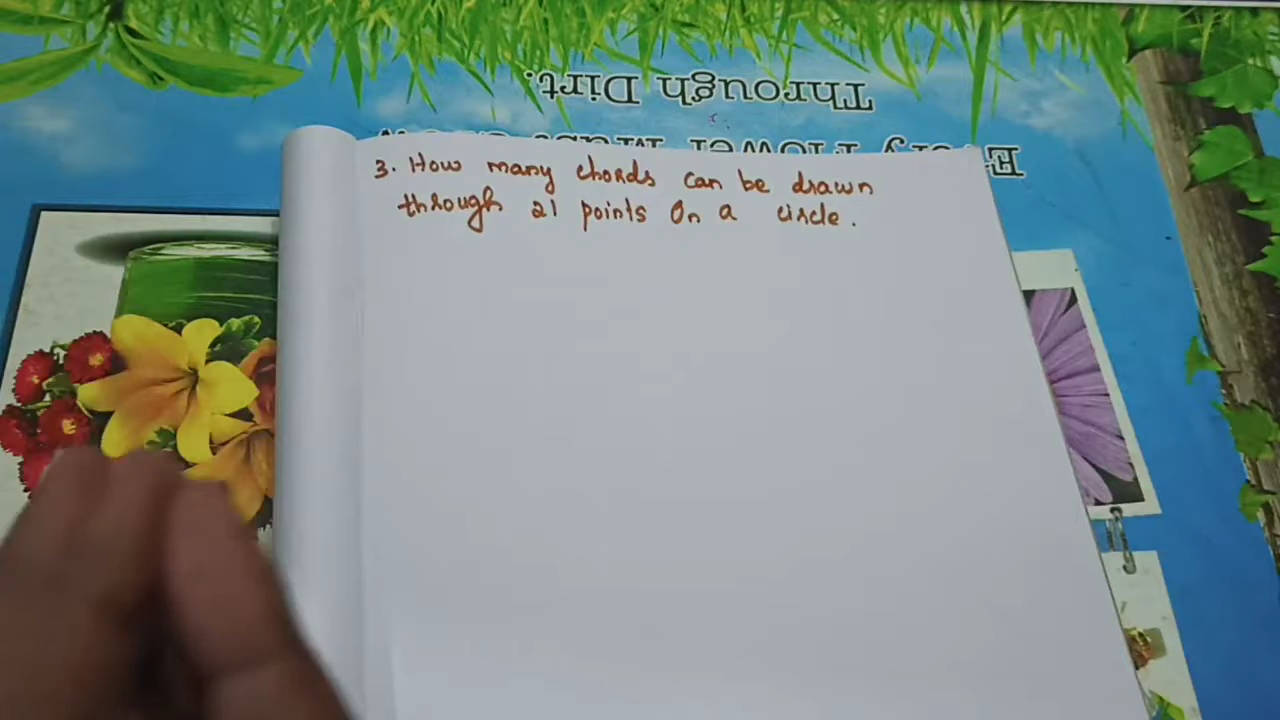 Through Dirt.
3. How many chords can be drawn
through 21 points on a circle.